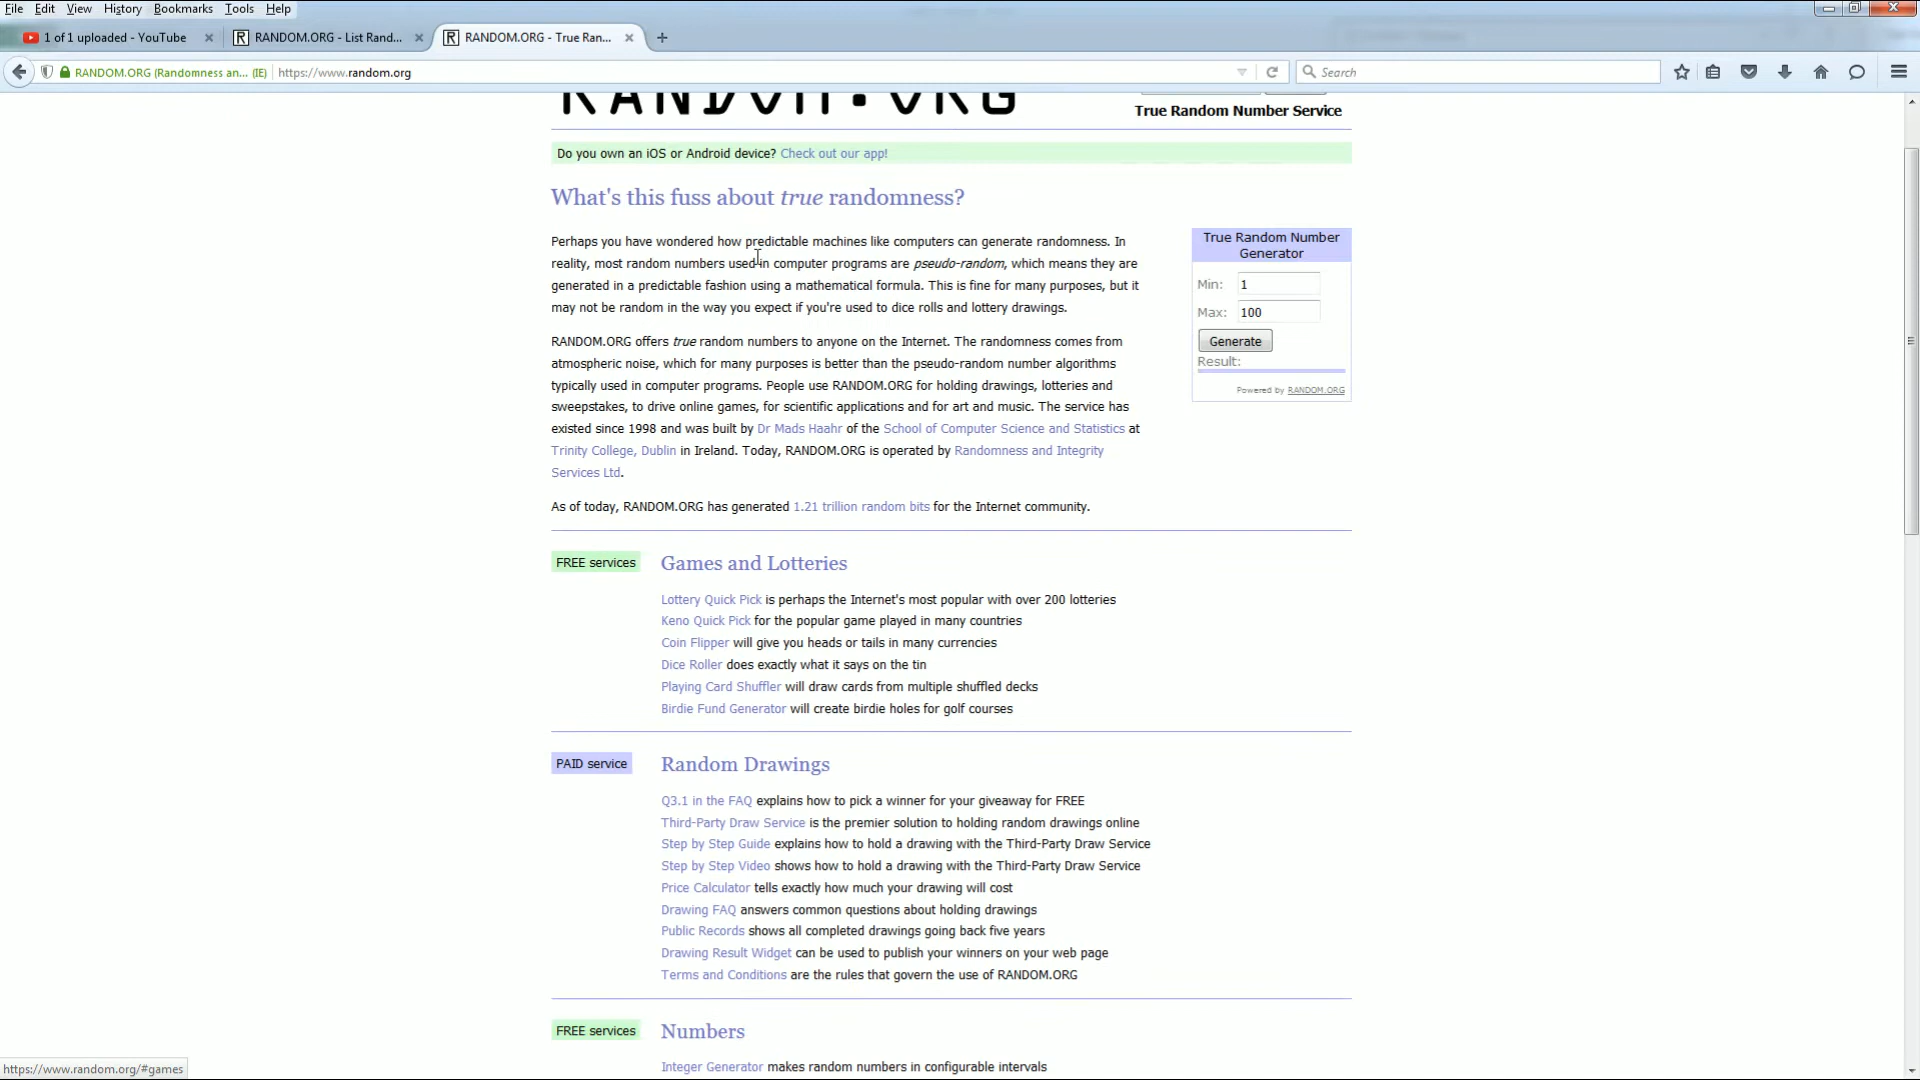 File Edit View History Bookmarks Tools Help
1 of 1 uploaded - YouTube × RANDOM.ORG - List Rand... × RANDOM.ORG - True Ran... × +
RANDOM.ORG (Randomness an... (IE) https://www.random.org Search
RANDOM.ORG
True Random Number Service
Do you own an iOS or Android device? Check out our app!
What's this fuss about true randomness?
Perhaps you have wondered how predictable machines like computers can generate randomness. In
reality, most random numbers used in computer programs are pseudo-random, which means they are
generated in a predictable fashion using a mathematical formula. This is fine for many purposes, but it
may not be random in the way you expect if you're used to dice rolls and lottery drawings.
RANDOM.ORG offers true random numbers to anyone on the Internet. The randomness comes from
atmospheric noise, which for many purposes is better than the pseudo-random number algorithms
typically used in computer programs. People use RANDOM.ORG for holding drawings, lotteries and
sweepstakes, to drive online games, for scientific applications and for art and music. The service has
existed since 1998 and was built by Dr Mads Haahr of the School of Computer Science and Statistics at
Trinity College, Dublin in Ireland. Today, RANDOM.ORG is operated by Randomness and Integrity
Services Ltd.
As of today, RANDOM.ORG has generated 1.21 trillion random bits for the Internet community.
True Random Number
Generator
Min: 1
Max: 100
Generate
Result:
Powered by RANDOM.ORG
FREE services Games and Lotteries
Lottery Quick Pick is perhaps the Internet's most popular with over 200 lotteries
Keno Quick Pick for the popular game played in many countries
Coin Flipper will give you heads or tails in many currencies
Dice Roller does exactly what it says on the tin
Playing Card Shuffler will draw cards from multiple shuffled decks
Birdie Fund Generator will create birdie holes for golf courses
PAID service Random Drawings
Q3.1 in the FAQ explains how to pick a winner for your giveaway for FREE
Third-Party Draw Service is the premier solution to holding random drawings online
Step by Step Guide explains how to hold a drawing with the Third-Party Draw Service
Step by Step Video shows how to hold a drawing with the Third-Party Draw Service
Price Calculator tells exactly how much your drawing will cost
Drawing FAQ answers common questions about holding drawings
Public Records shows all completed drawings going back five years
Drawing Result Widget can be used to publish your winners on your web page
Terms and Conditions are the rules that govern the use of RANDOM.ORG
FREE services Numbers
Integer Generator makes random numbers in configurable intervals
https://www.random.org/#games